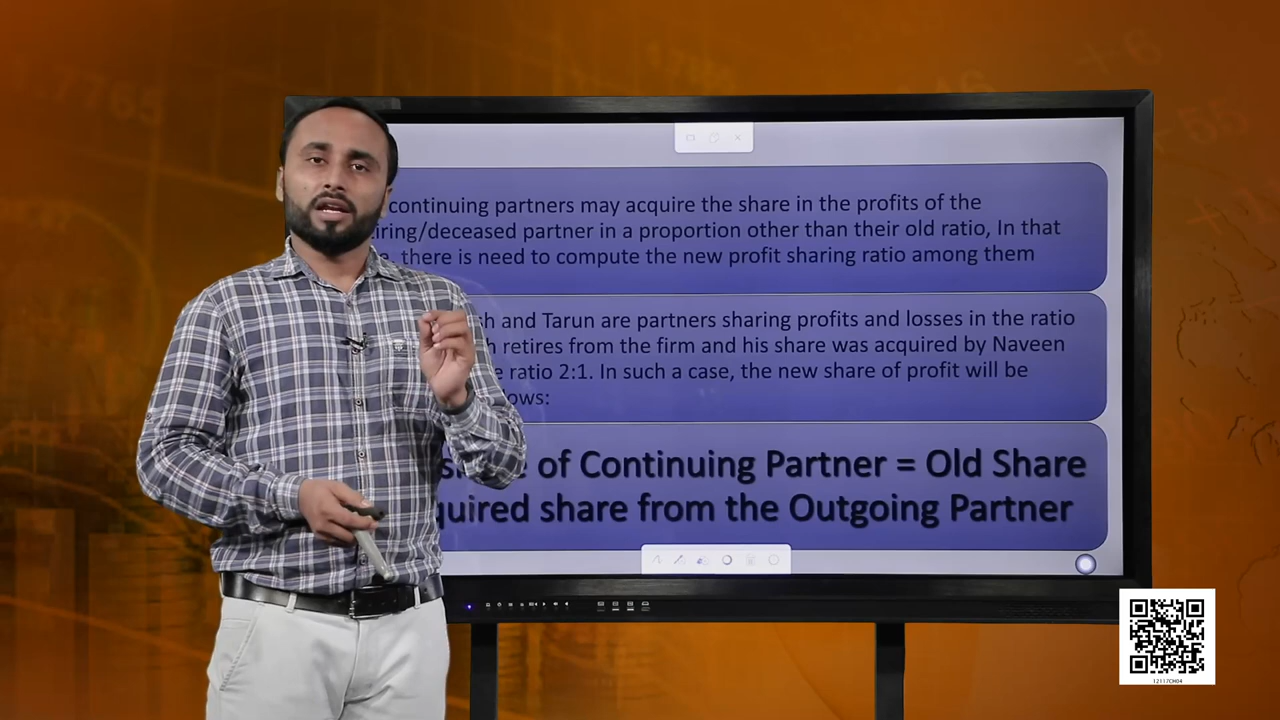 continuing partners may acquire the share in the profits of the
iring/deceased partner in a proportion other than their old ratio, In that
there is need to compute the new profit sharing ratio among them
sh and Tarun are partners sharing profits and losses in the ratio
h retires from the firm and his share was acquired by Naveen
e ratio 2:1. In such a case, the new share of profit will be
ows:
of Continuing Partner = Old Share
quired share from the Outgoing Partner
12117CH04